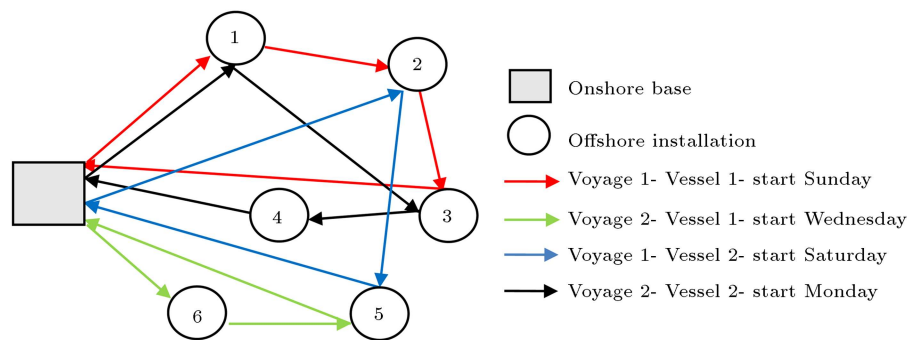 1
2
3
4
5
6
Onshore base
Offshore installation
Voyage 1- Vessel 1- start Sunday
Voyage 2- Vessel 1- start Wednesday
Voyage 1- Vessel 2- start Saturday
Voyage 2- Vessel 2- start Monday